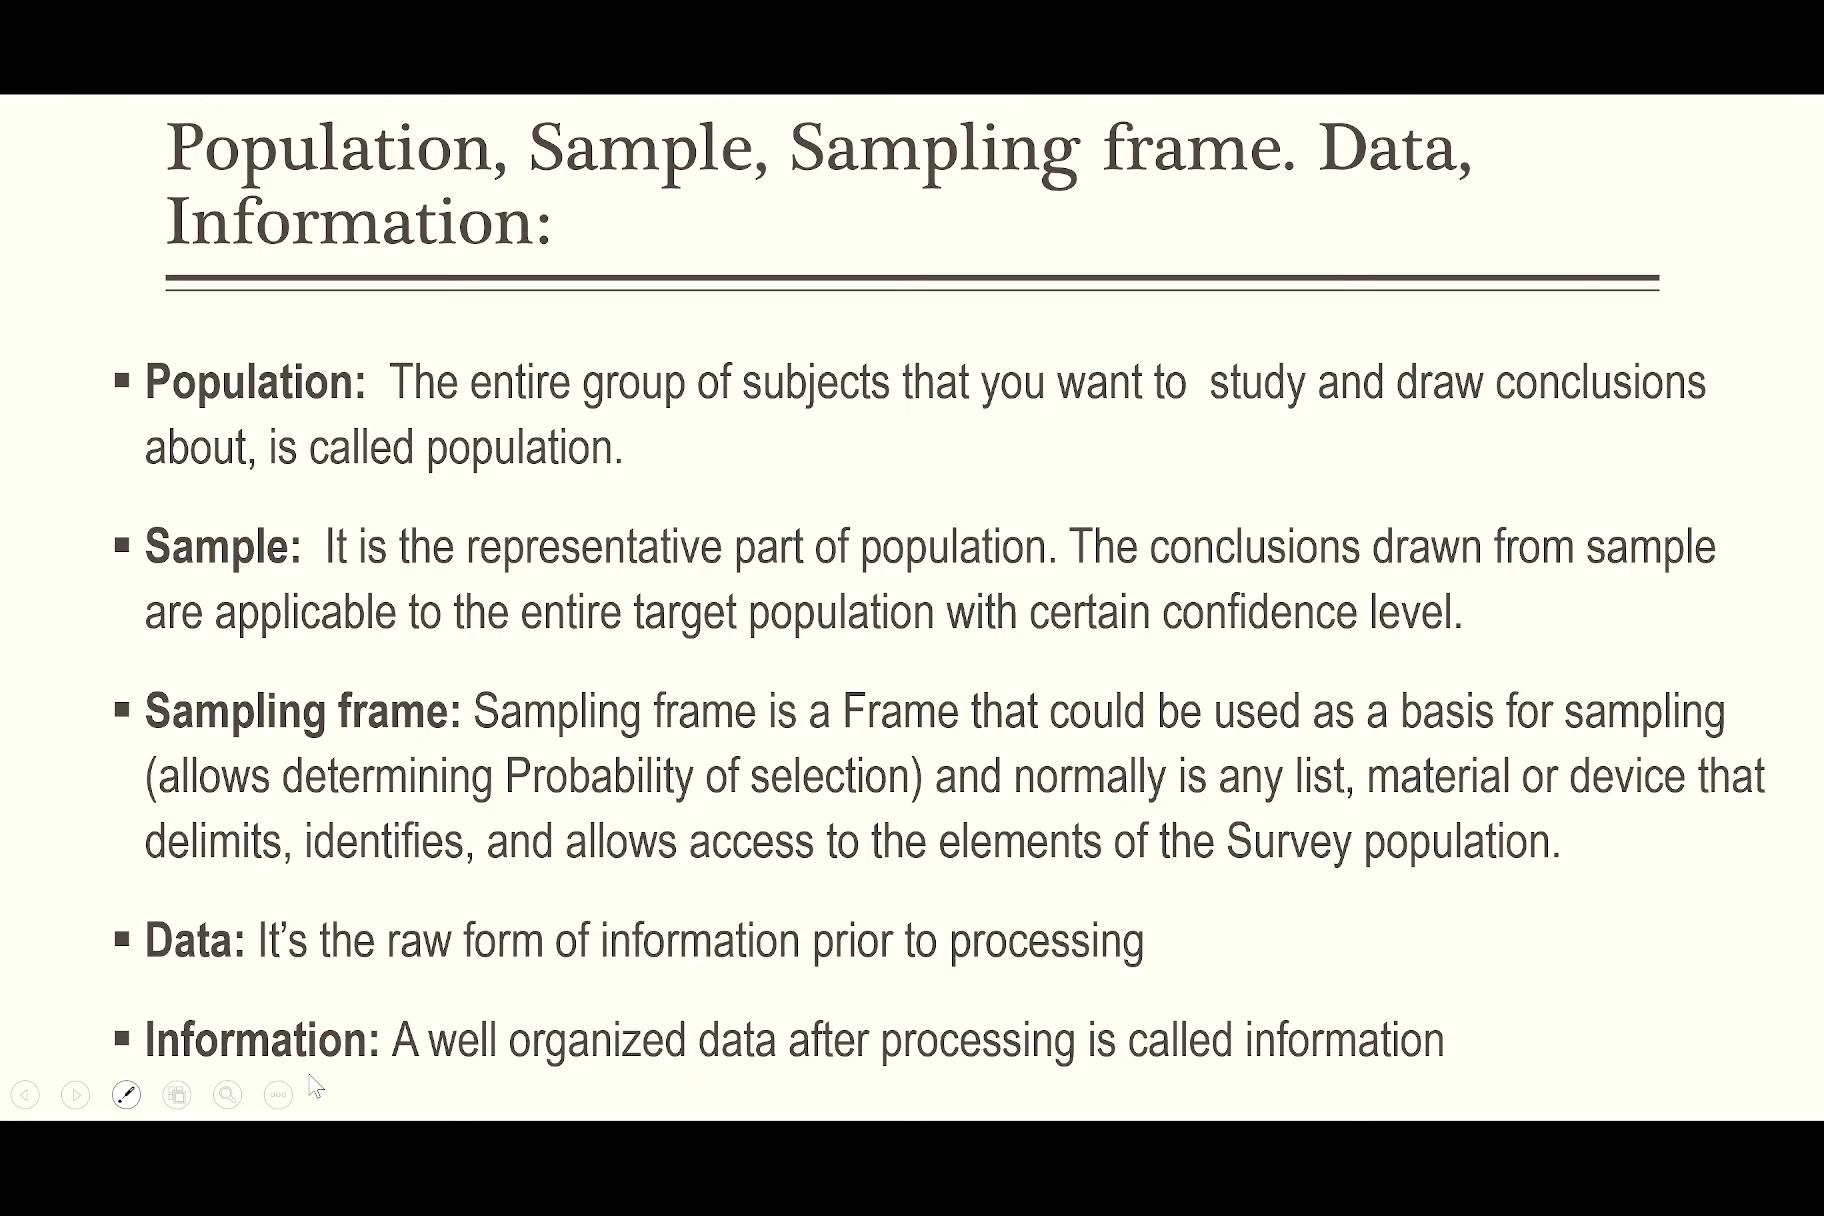 Population, Sample, Sampling frame. Data,
Information:
▪ Population:  The entire group of subjects that you want to  study and draw conclusions
about, is called population.
▪ Sample:  It is the representative part of population. The conclusions drawn from sample
are applicable to the entire target population with certain confidence level.
▪ Sampling frame: Sampling frame is a Frame that could be used as a basis for sampling
(allows determining Probability of selection) and normally is any list, material or device that
delimits, identifies, and allows access to the elements of the Survey population.
▪ Data: It’s the raw form of information prior to processing
▪ Information: A well organized data after processing is called information